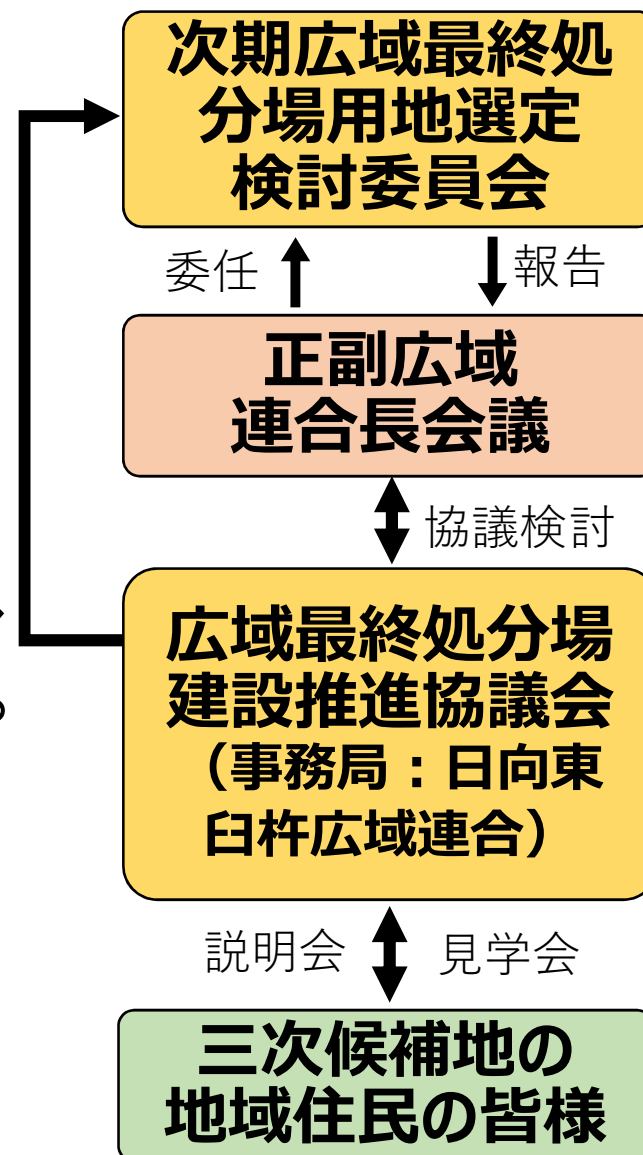 次期広域最終処
分場用地選定
検討委員会
委任
報告
正副広域
連合長会議
協議検討
広域最終処分場
建設推進協議会
（事務局：日向東
臼杵広域連合）
説明会
見学会
三次候補地の
地域住民の皆様